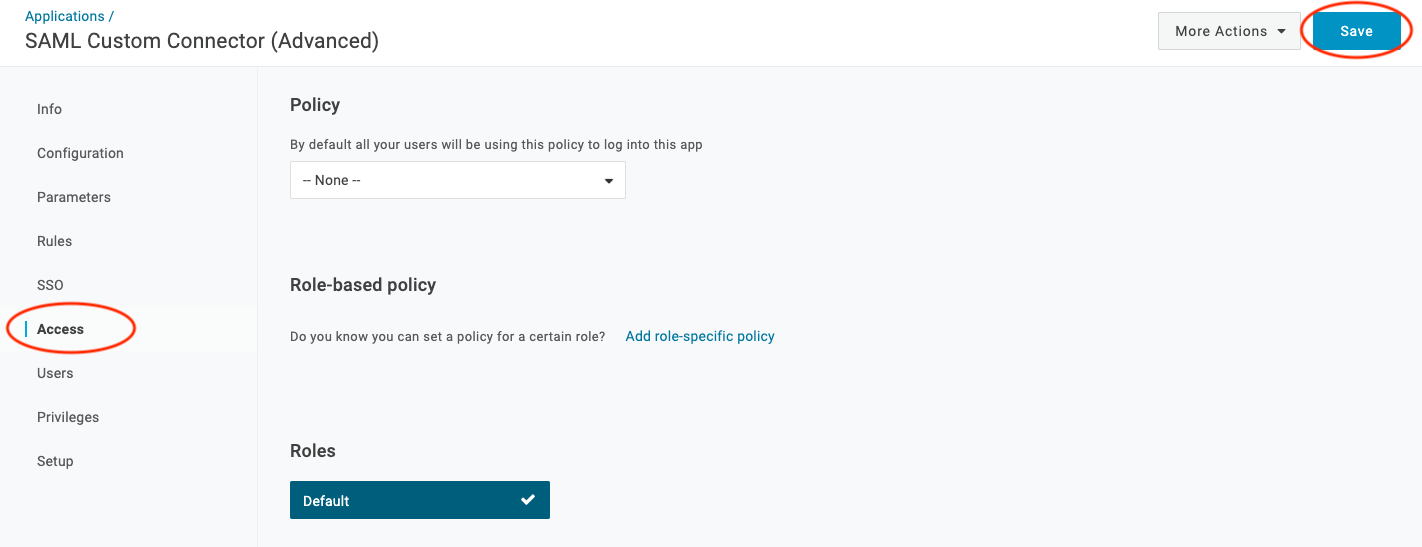 Applications /
SAML Custom Connector (Advanced)
More Actions
Save
Info
Configuration
Parameters
Rules
SSO
Access
Users
Privileges
Setup
Policy
By default all your users will be using this policy to log into this app
-- None --
Role-based policy
Do you know you can set a policy for a certain role? Add role-specific policy
Roles
Default